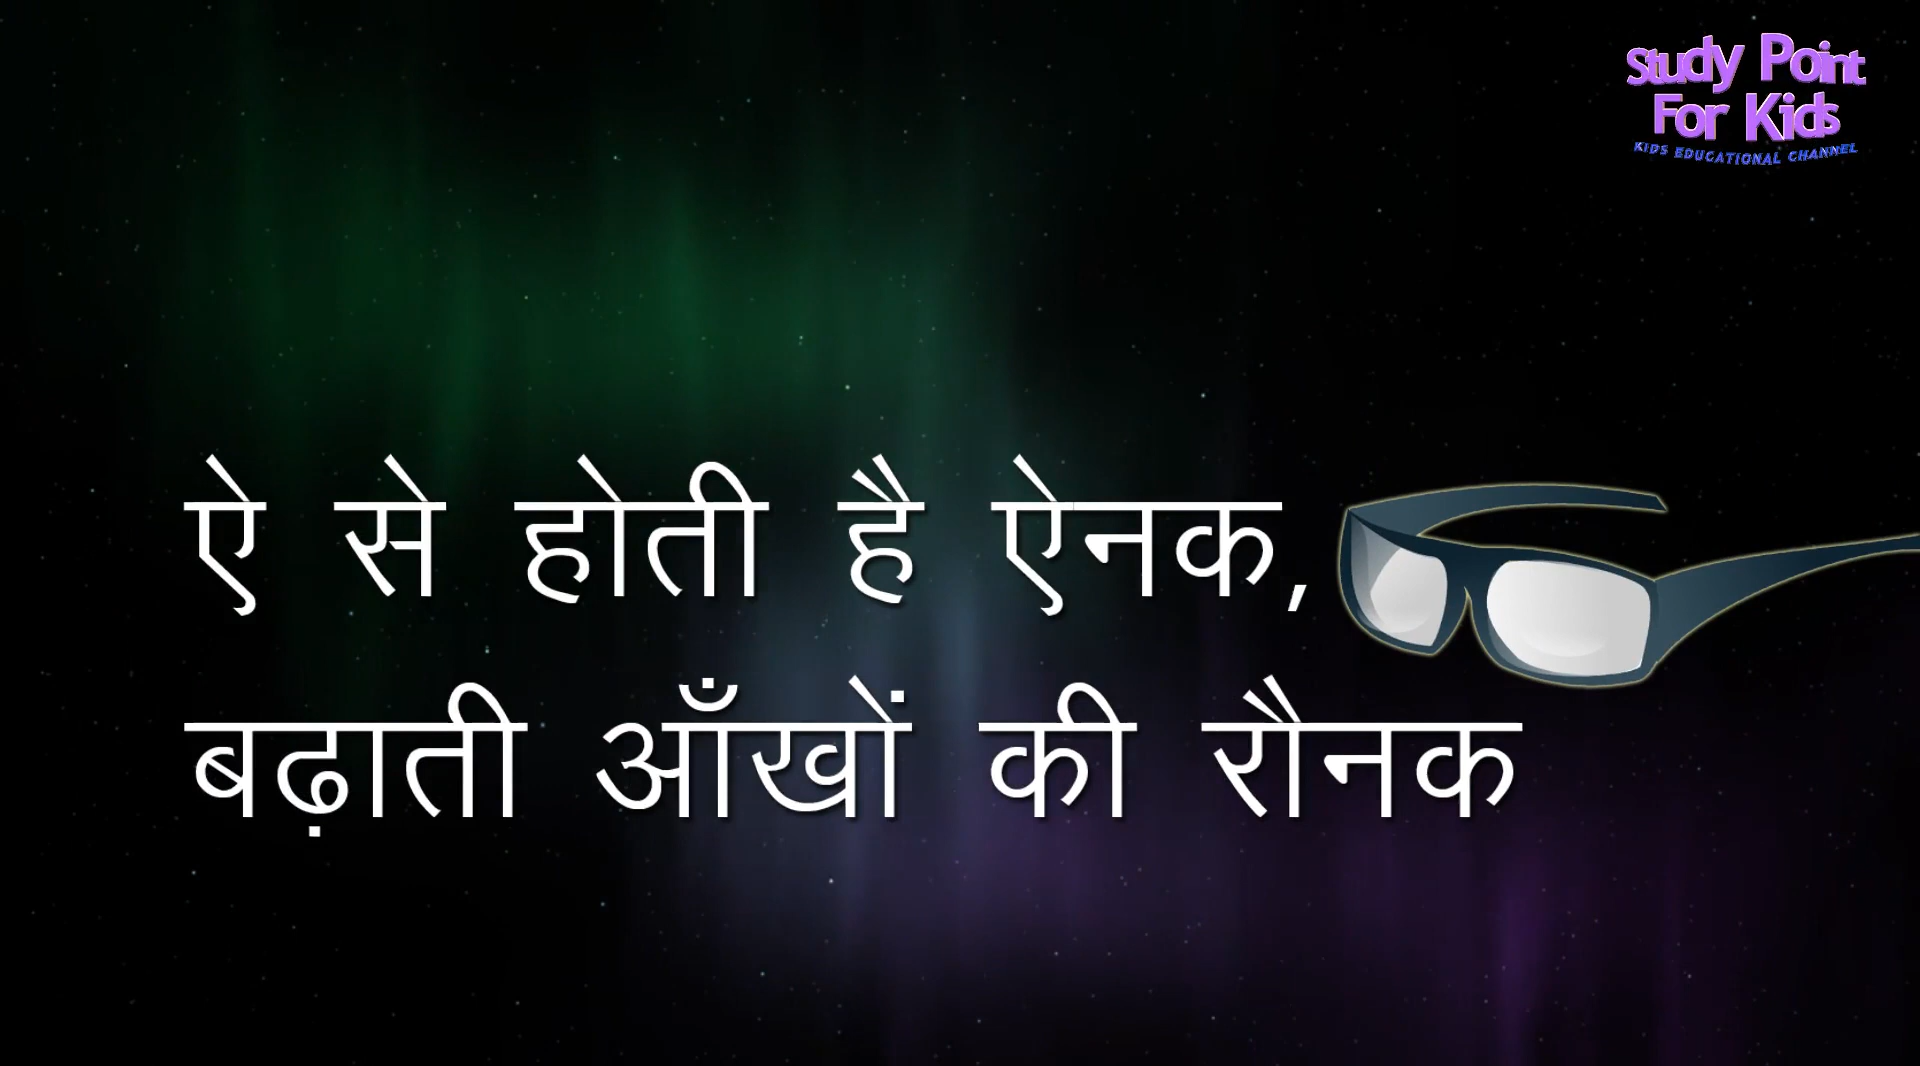 Study Point
For Kids
KIDS EDUCATIONAL CHANNEL
ऐ से होती है ऐनक,
बढ़ाती आँखों की रौनक